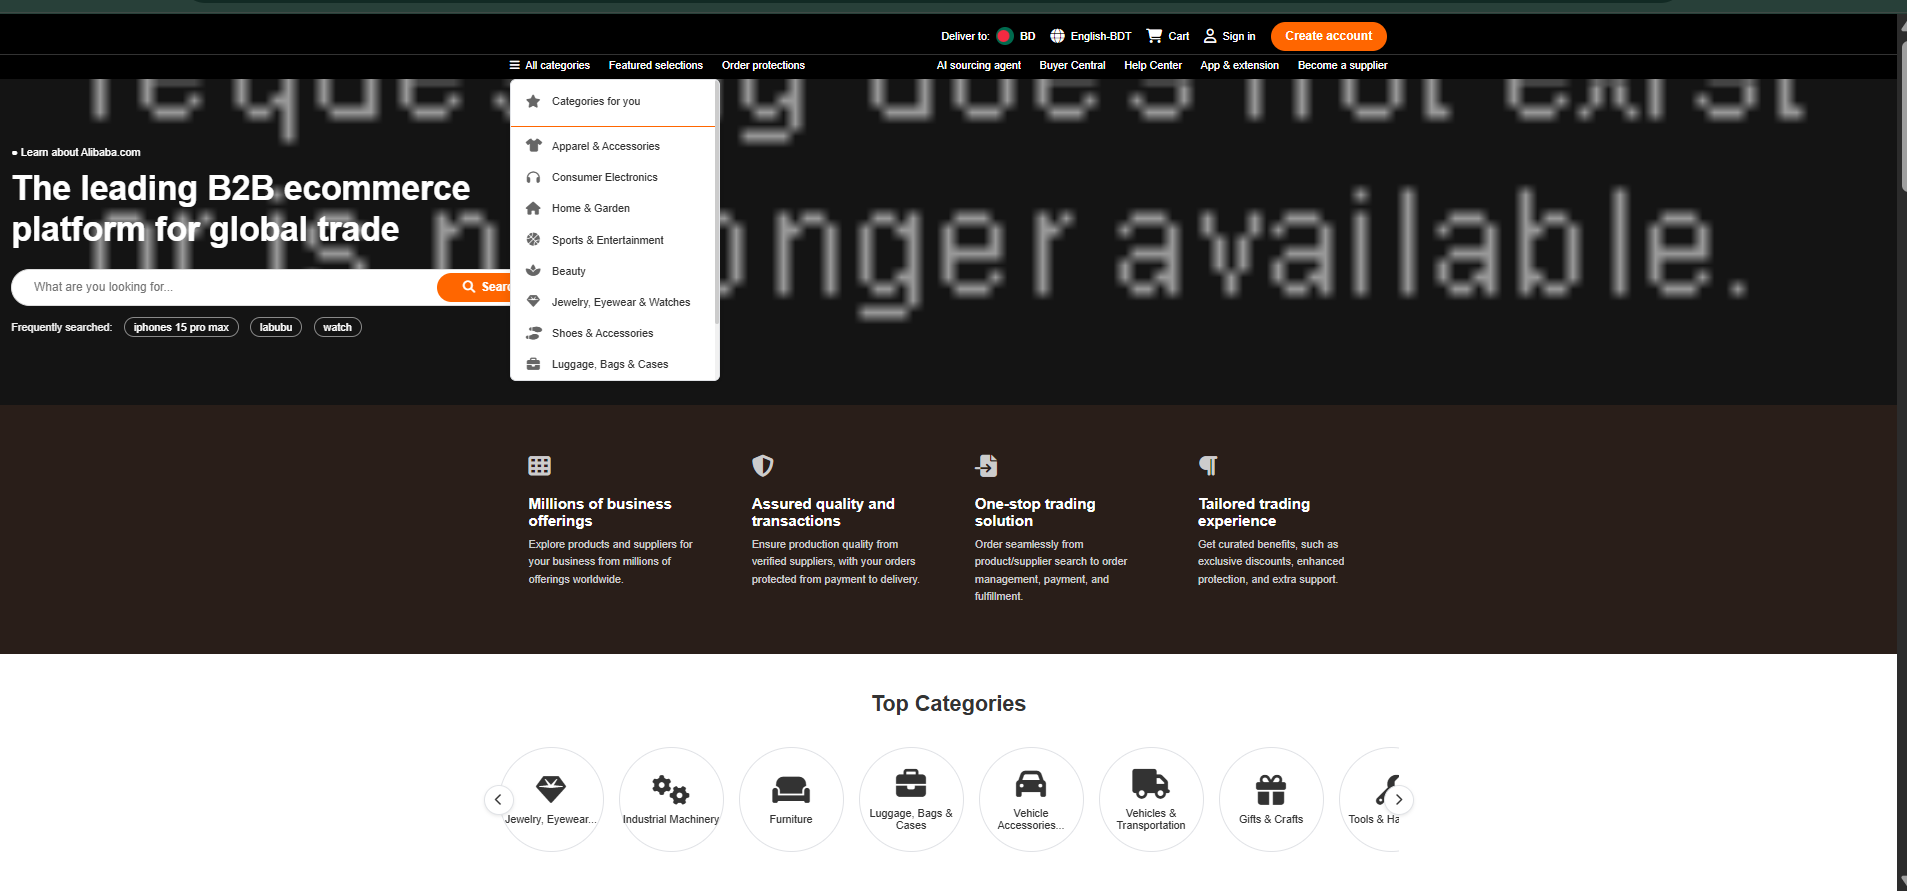 Deliver to: BD English-BDT Cart Sign in Create account
All categories Featured selections Order protections AI sourcing agent Buyer Central Help Center App & extension Become a supplier
does not exist
is
onger available.
Learn about Alibaba.com
The leading B2B ecommerce
platform for global trade
What are you looking for...
Searc
Frequently searched: iphones 15 pro max labubu watch
Categories for you
Apparel & Accessories
Consumer Electronics
Home & Garden
Sports & Entertainment
Beauty
Jewelry, Eyewear & Watches
Shoes & Accessories
Luggage, Bags & Cases
Millions of business
offerings
Explore products and suppliers for
your business from millions of
offerings worldwide.
Assured quality and
transactions
Ensure production quality from
verified suppliers, with your orders
protected from payment to delivery.
One-stop trading
solution
Order seamlessly from
product/supplier search to order
management, payment, and
fulfillment.
Tailored trading
experience
Get curated benefits, such as
exclusive discounts, enhanced
protection, and extra support.
Top Categories
Jewelry, Eyewear...
Industrial Machinery
Furniture
Luggage, Bags &
Cases
Vehicle
Accessories...
Vehicles &
Transportation
Gifts & Crafts
Tools & Ha